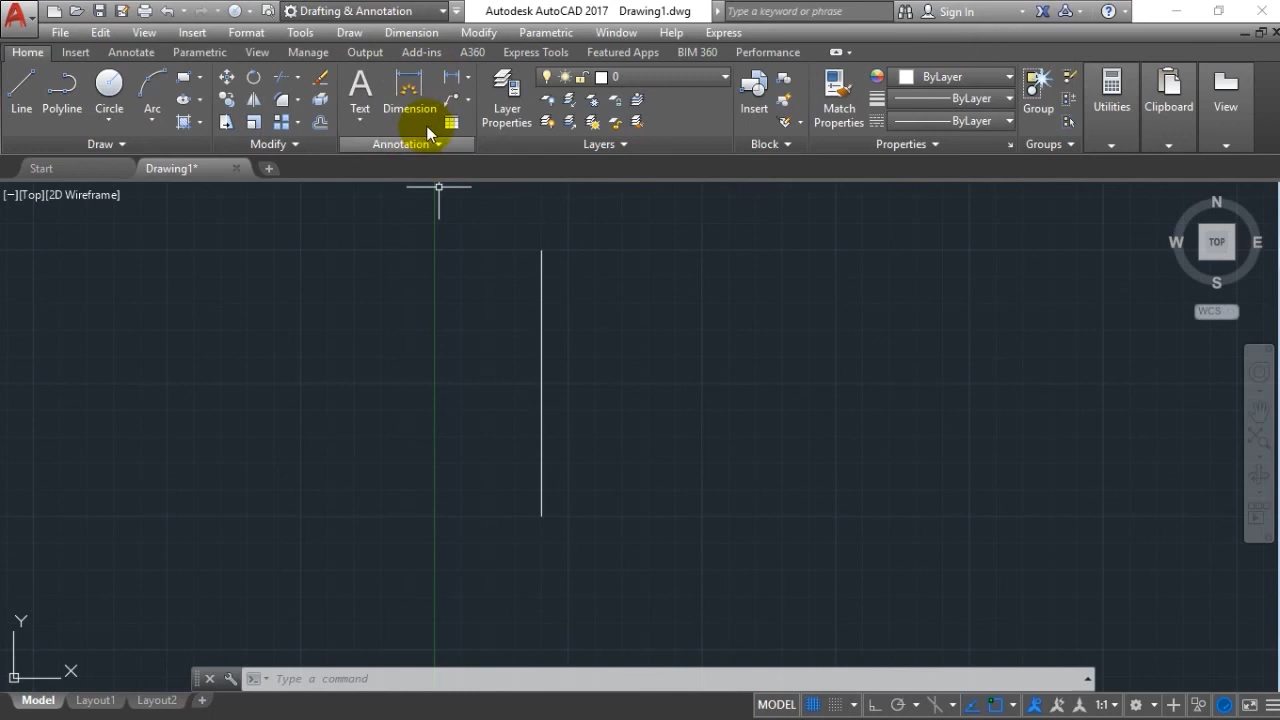 Drafting & Annotation
Autodesk AutoCAD 2017 Drawing1.dwg
Type a keyword or phrase
Sign In
File Edit View Insert Format Tools Draw Dimension Modify Parametric Window Help Express
Home Insert Annotate Parametric View Manage Output Add-ins A360 Express Tools Featured Apps BIM 360 Performance
0
ByLayer
ByLayer
ByLayer
Line Polyline Circle Arc
Text Dimension
Layer Properties
Insert
Match Properties
Group
Utilities
Clipboard
View
Draw Modify Annotation Layers Block Properties Groups
Start Drawing1*
[−][Top][2D Wireframe]
N
W TOP E
S
WCS
Y
X
Type a command
Model Layout1 Layout2
MODEL 1:1